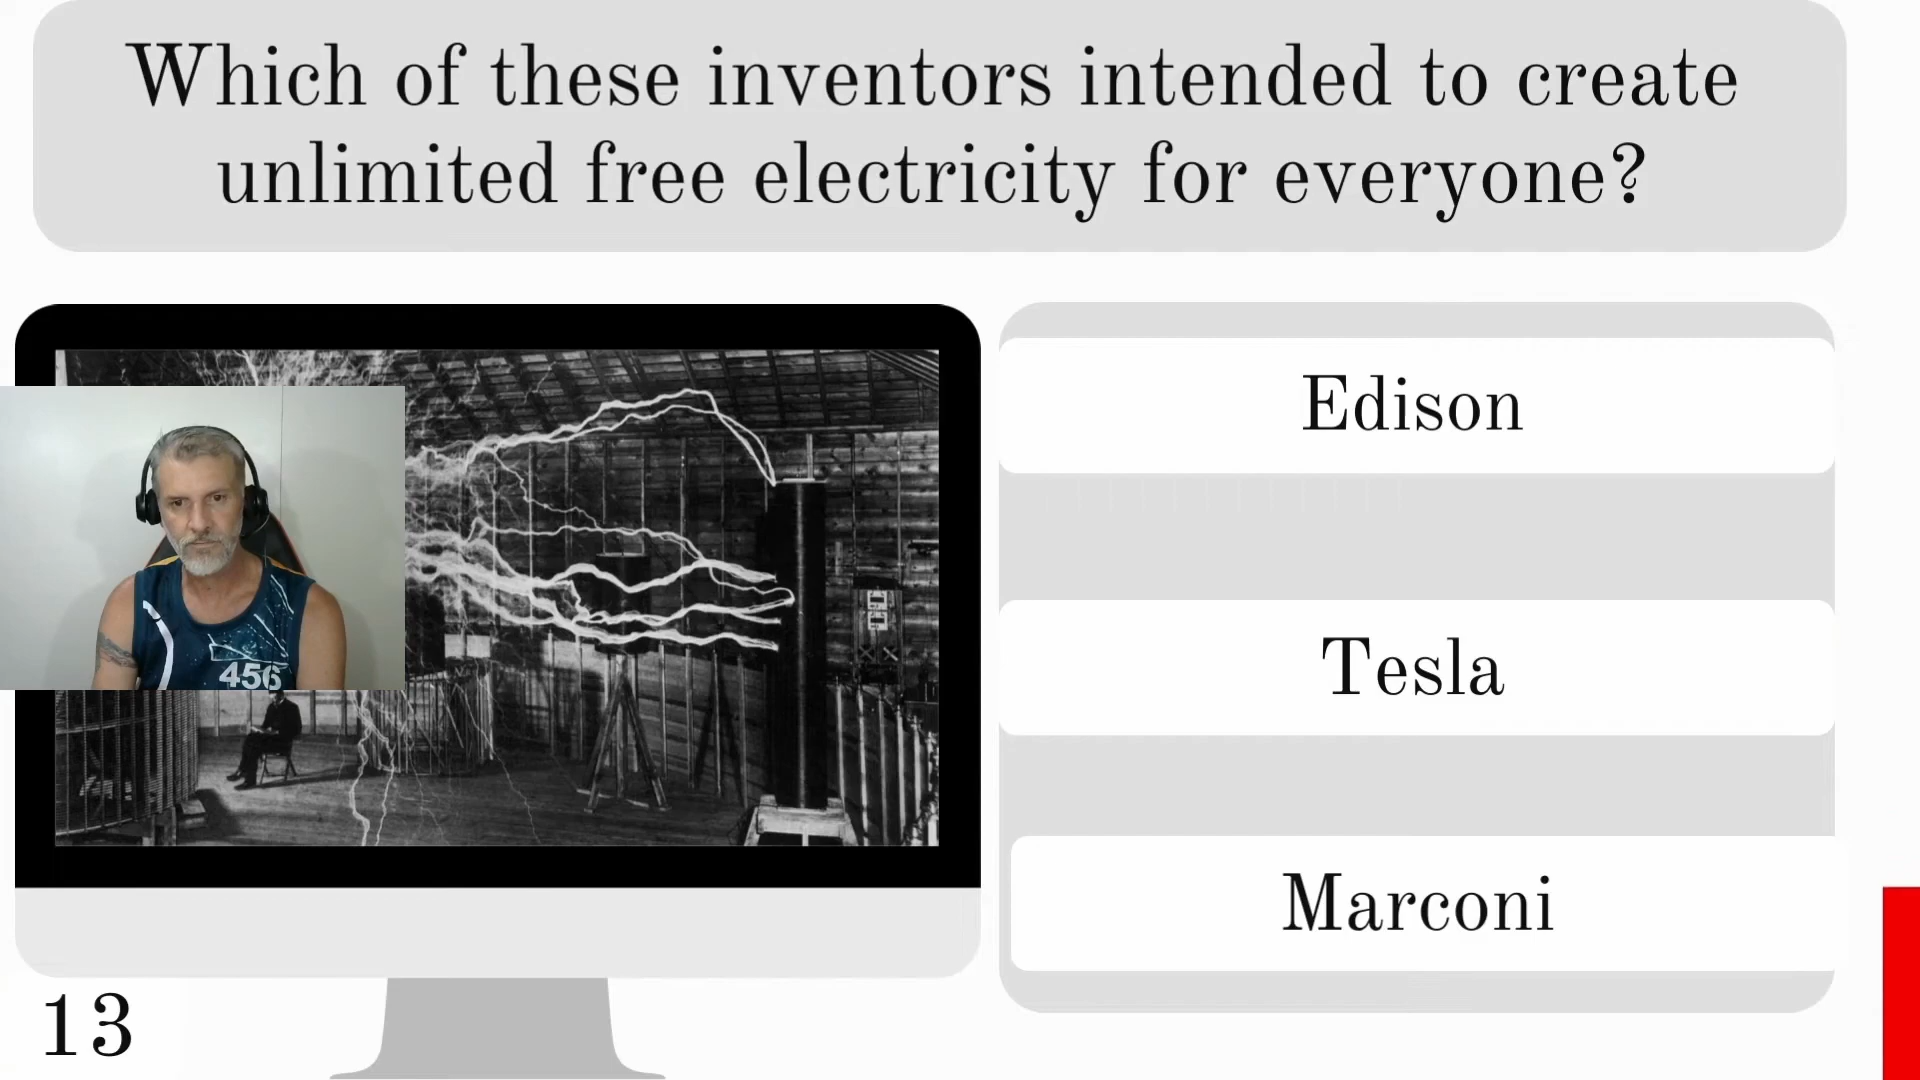 Which of these inventors intended to create
unlimited free electricity for everyone?
Edison
456
Tesla
Marconi
13